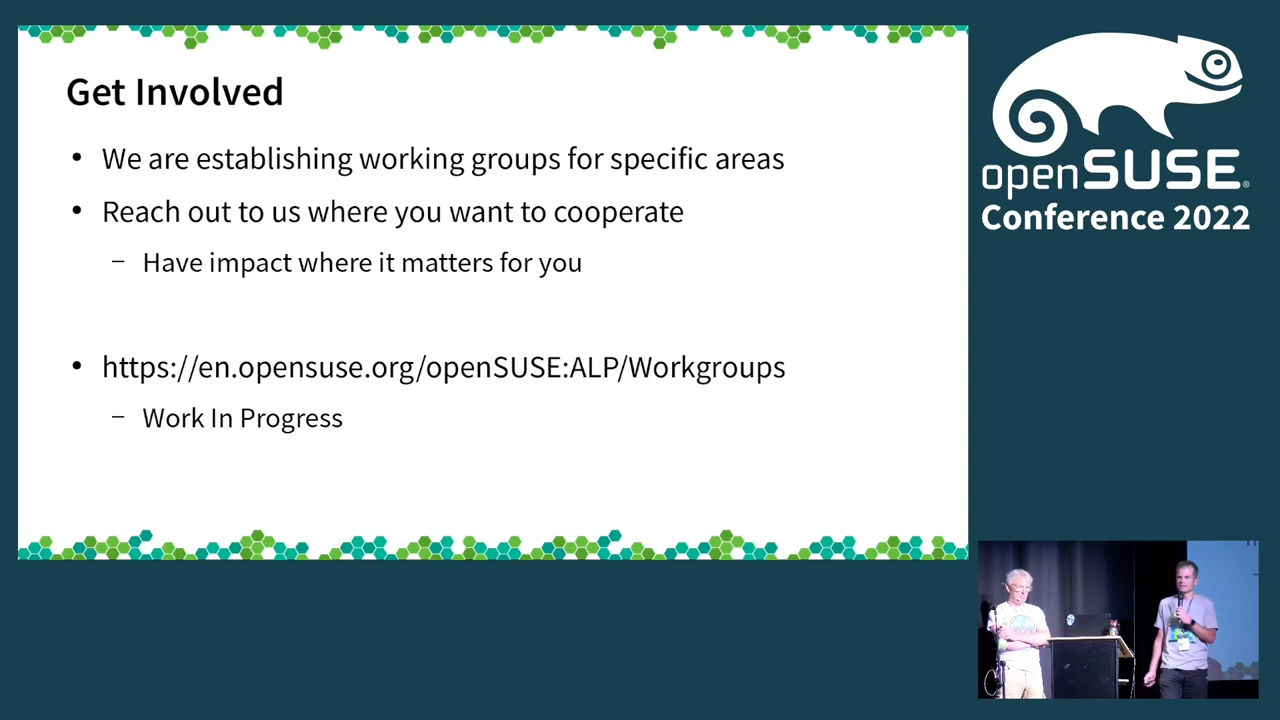 Get Involved
• We are establishing working groups for specific areas
• Reach out to us where you want to cooperate
– Have impact where it matters for you
• https://en.opensuse.org/openSUSE:ALP/Workgroups
– Work In Progress
openSUSE®
Conference 2022